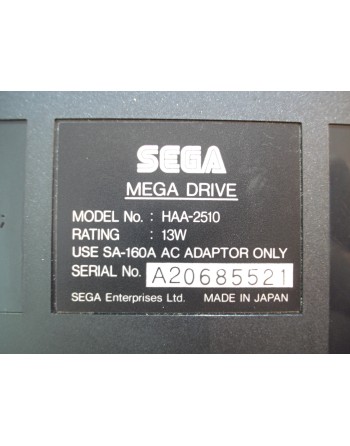 SEGA
MEGA DRIVE
MODEL No. : HAA-2510
RATING : 13W
USE SA-160A AC ADAPTOR ONLY
SERIAL No. A20685521
SEGA Enterprises Ltd. MADE IN JAPAN